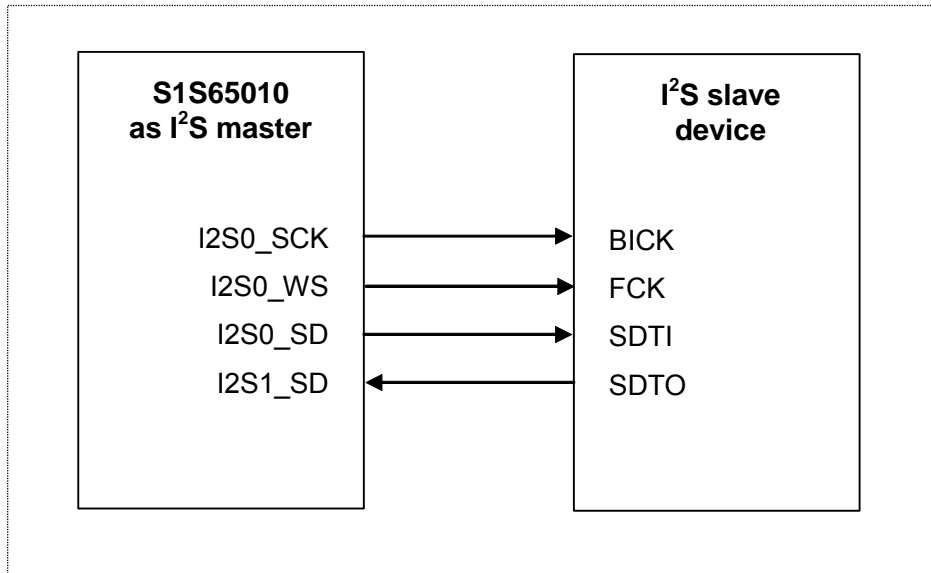 S1S65010
as I²S master
I2S0_SCK
I2S0_WS
I2S0_SD
I2S1_SD
I²S slave
device
BICK
FCK
SDTI
SDTO